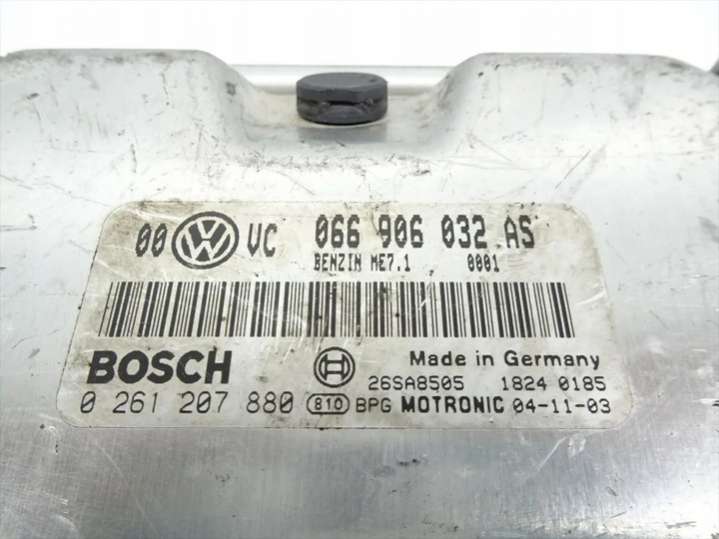 00 VW VC 066 906 032 AS
BENZIN ME7.1 0001
BOSCH Made in Germany
26SA8505 1824 0185
0 261 207 880 810 BPG MOTRONIC 04-11-03